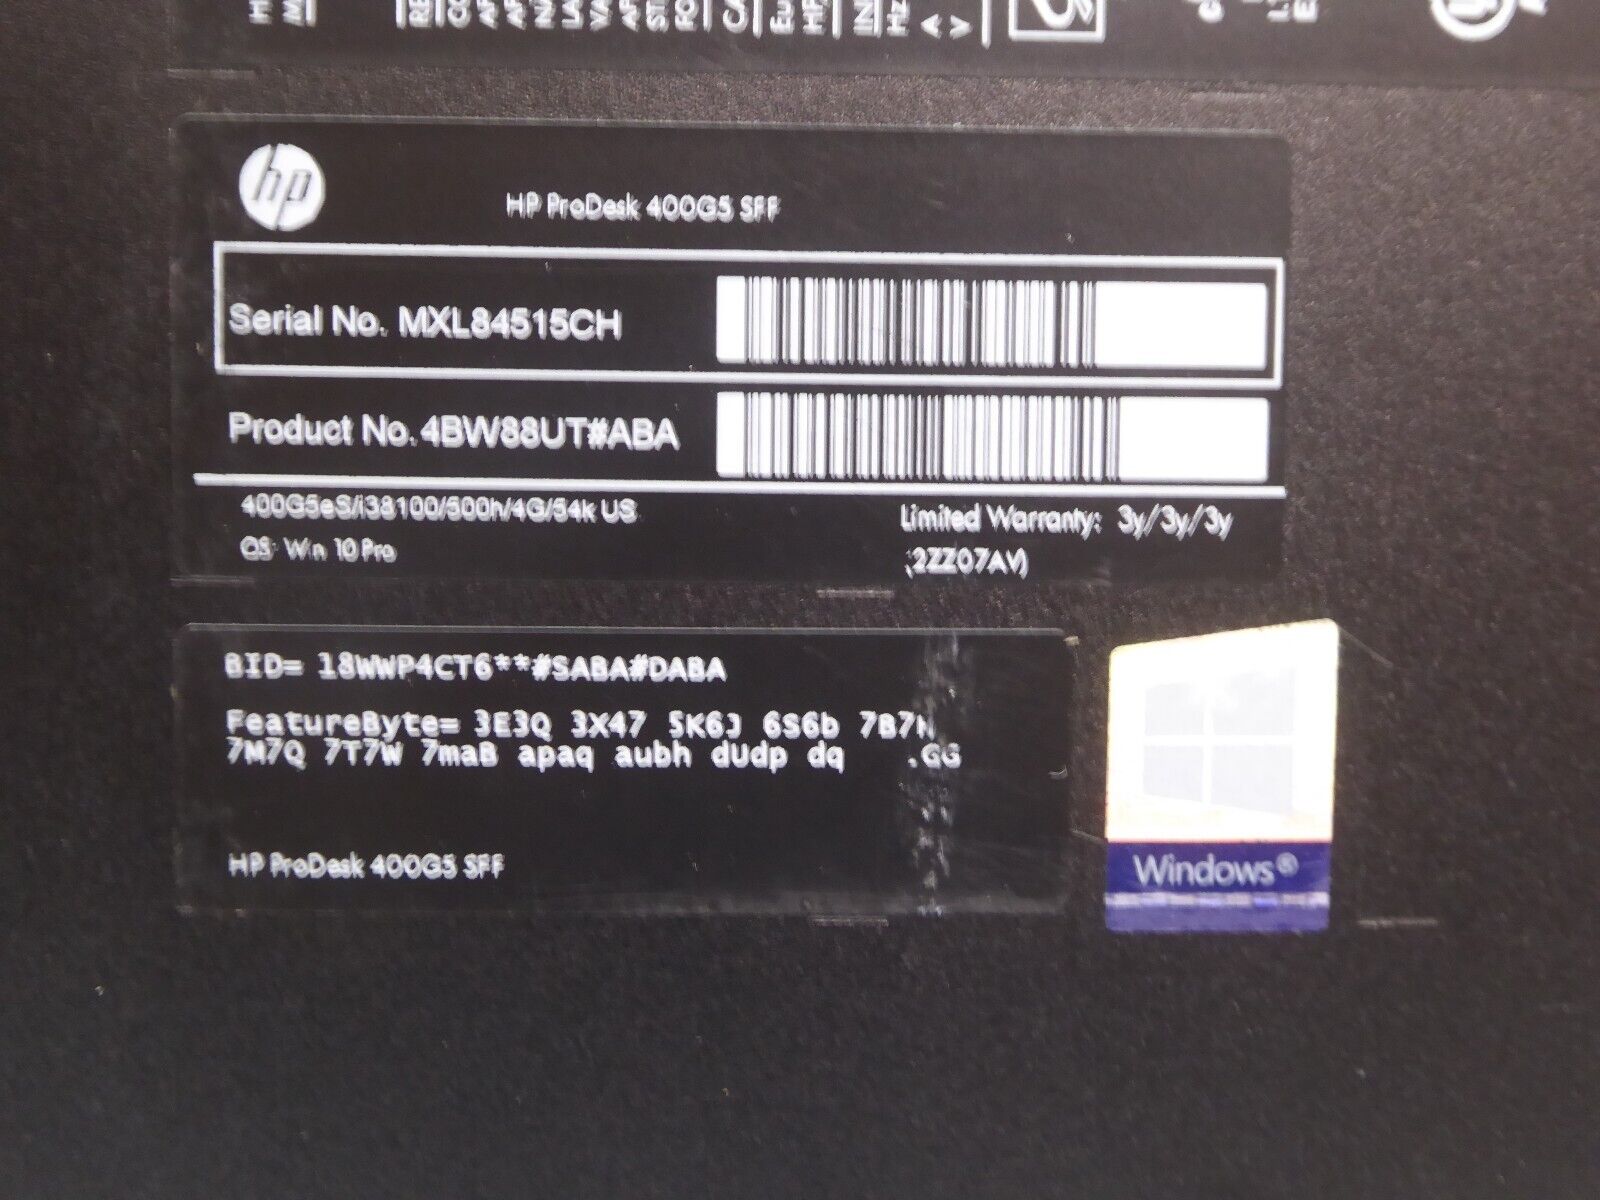 hp
HP ProDesk 400G5 SFF
Serial No. MXL84515CH
Product No. 4BW88UT#ABA
400G5eS/i38100/500h/4G/54k US
Limited Warranty: 3y/3y/3y
OS: Win 10 Pro
2ZZ07AV)
BID= 18WWP4CT6**#SABA#DABA
FeatureByte= 3E3Q 3X47 5K6J 6S6b 7B7N
7M7Q 7T7W 7maB apaq aubh dUdp dq .GG
HP ProDesk 400G5 SFF
Windows®